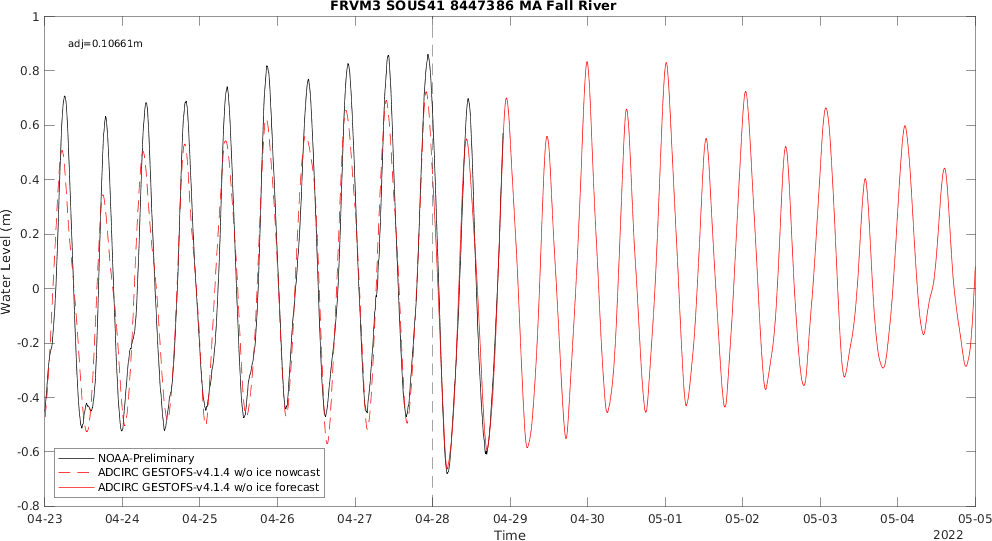 FRVM3 SOUS41 8447386 MA Fall River
adj=0.10661m
1
0.8
0.6
0.4
0.2
0
-0.2
-0.4
-0.6
-0.8
Water Level (m)
NOAA-Preliminary
ADCIRC GESTOFS-v4.1.4 w/o ice nowcast
ADCIRC GESTOFS-v4.1.4 w/o ice forecast
04-23 04-24 04-25 04-26 04-27 04-28 04-29 04-30 05-01 05-02 05-03 05-04 05-05
Time
2022